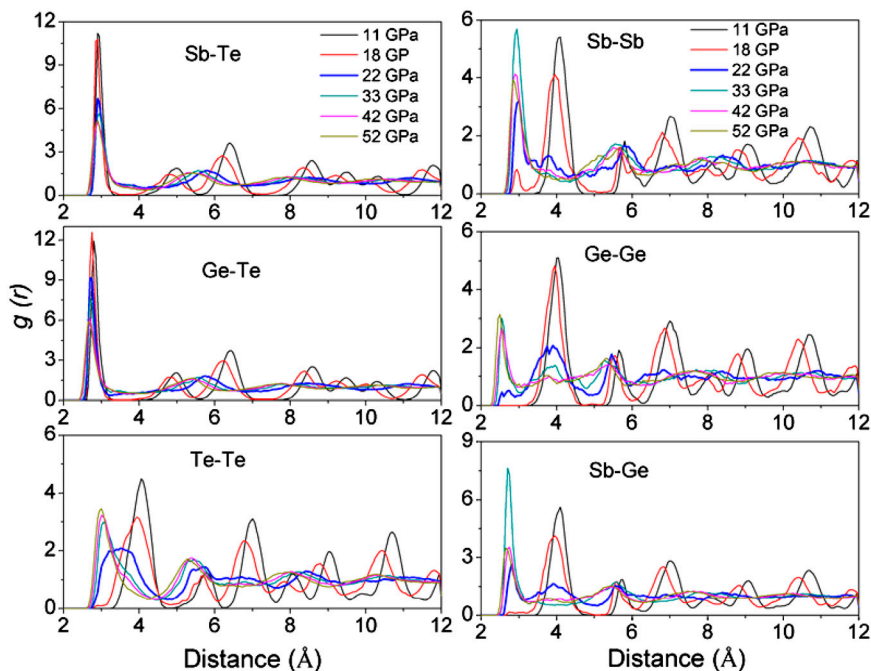 12
9
6
3
0
Sb-Te
11 GPa
18 GP
22 GPa
33 GPa
42 GPa
52 GPa
2 4 6 8 10 12
6
4
2
0
Sb-Sb
11 GPa
18 GP
22 GPa
33 GPa
42 GPa
52 GPa
2 4 6 8 10 12
g (r)
12
9
6
3
0
Ge-Te
2 4 6 8 10 12
6
4
2
0
Ge-Ge
2 4 6 8 10 12
6
4
2
0
Te-Te
2 4 6 8 10 12
Distance (Å)
9
6
3
0
Sb-Ge
2 4 6 8 10 12
Distance (Å)